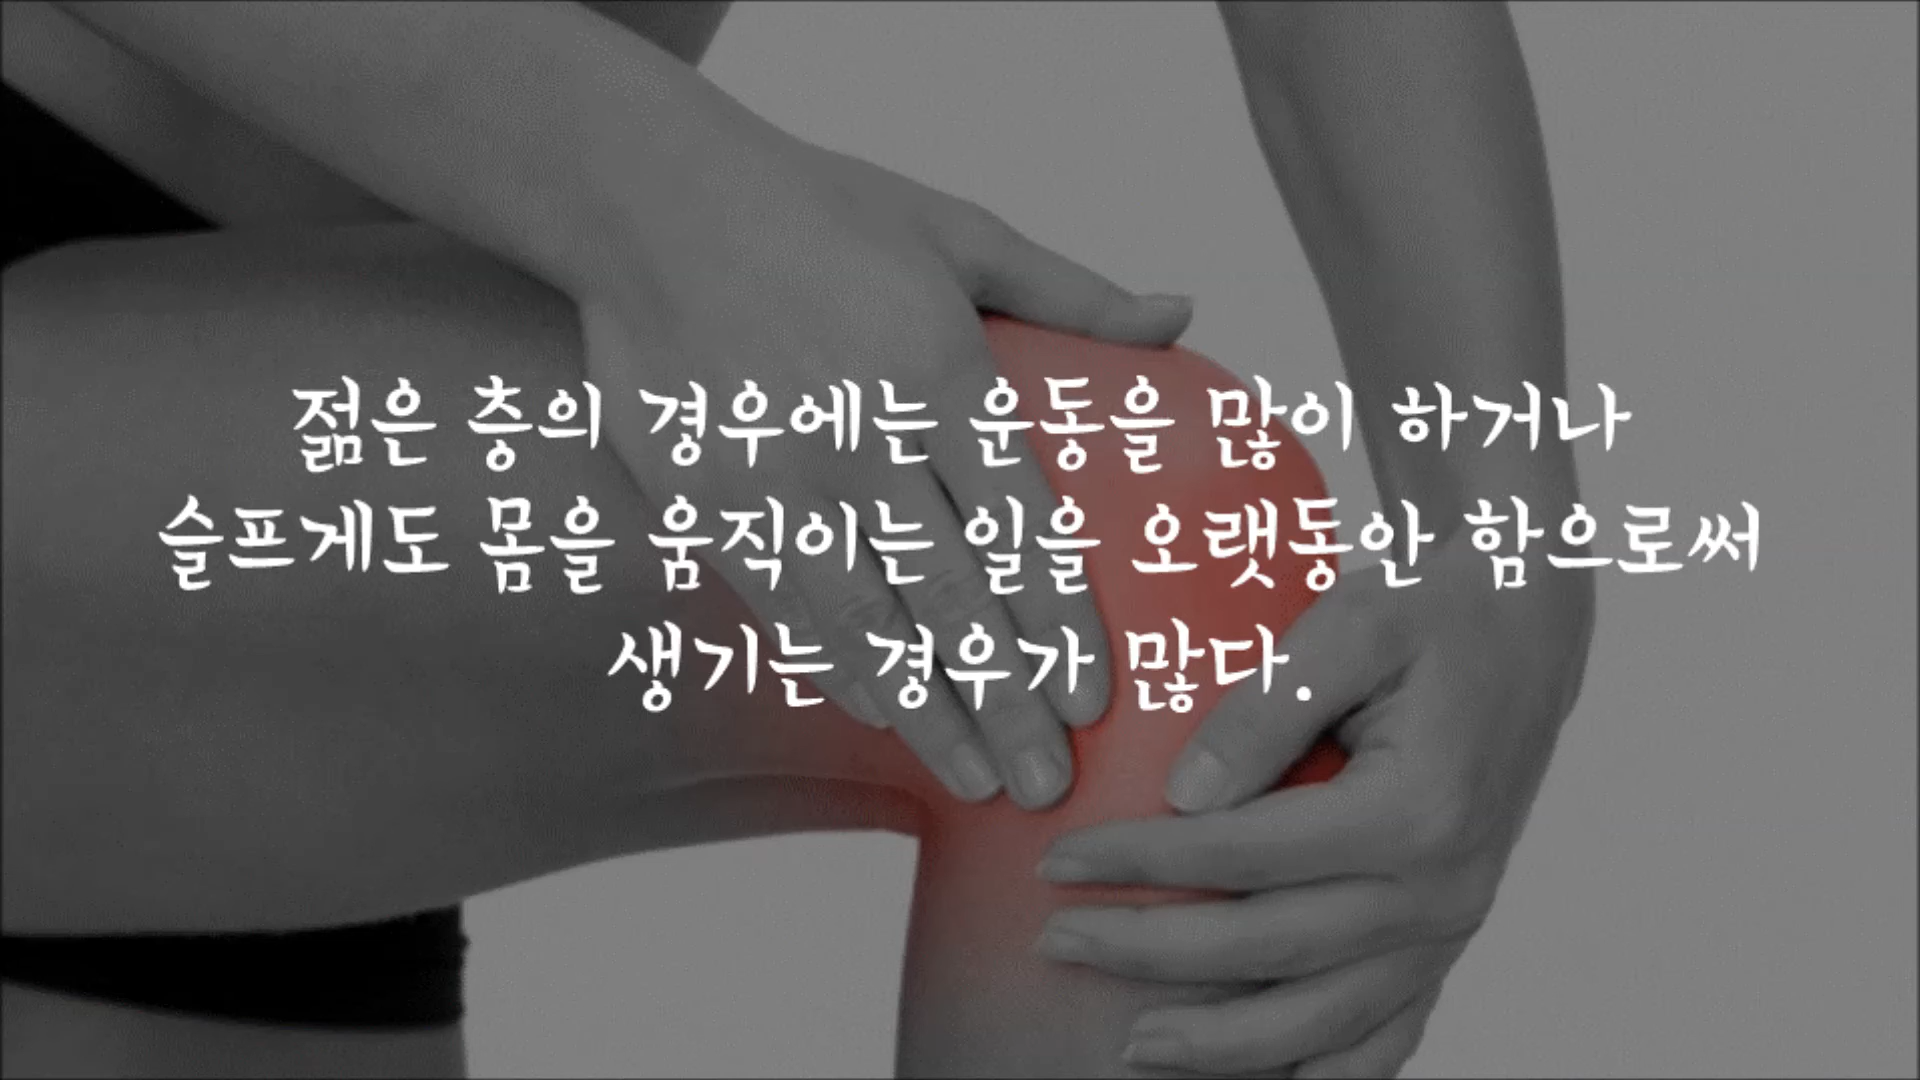 젊은 층의 경우에는 운동을 많이 하거나
슬프게도 몸을 움직이는 일을 오랫동안 함으로써
생기는 경우가 많다.